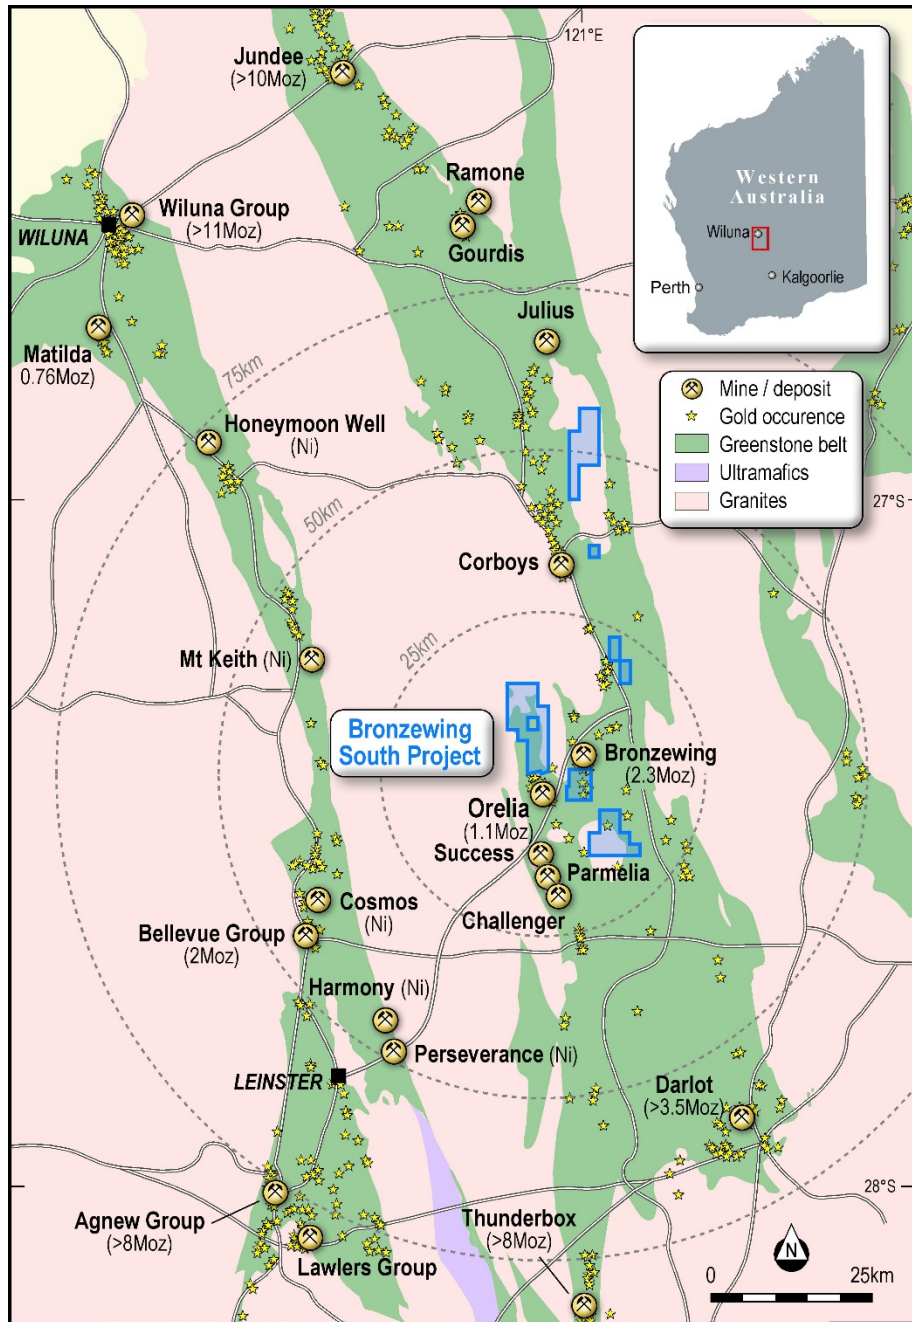 121°E
Jundee
(>10Moz)
Ramone
Wiluna Group
(>11Moz)
WILUNA
Gourdis
Western
Australia
Wiluna
Kalgoorlie
Perth
Julius
Matilda
0.76Moz)
75km
Mine / deposit
Gold occurence
Greenstone belt
Ultramafics
Granites
Honeymoon Well
(Ni)
27°S
50km
Corboys
25km
Mt Keith (Ni)
Bronzewing
South Project
Bronzewing
(2.3Moz)
Orelia
(1.1Moz)
Success
Parmelia
Challenger
Cosmos
(Ni)
Bellevue Group
(2Moz)
Harmony (Ni)
Perseverance (Ni)
LEINSTER
Darlot
(>3.5Moz)
28°S
Agnew Group
(>8Moz)
Thunderbox
(>8Moz)
Lawlers Group
N
0 25km